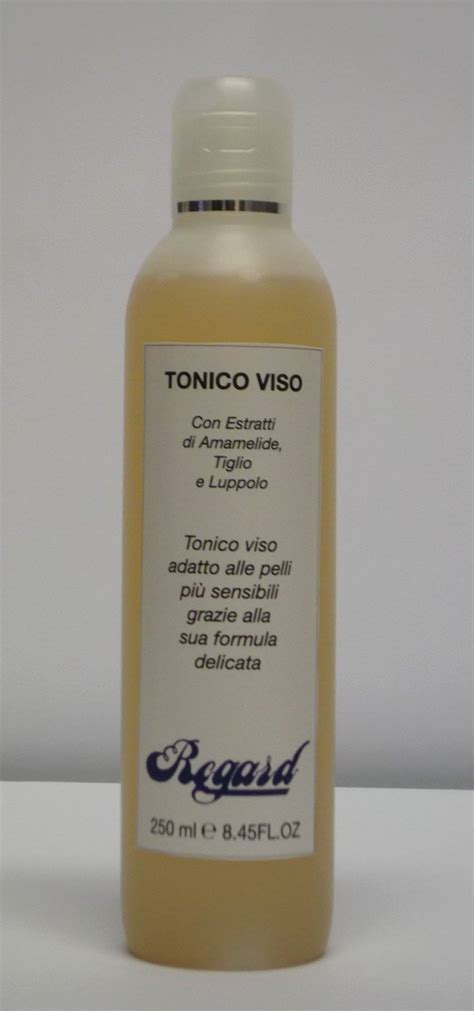 TONICO VISO
Con Estratti
di Amamelide,
Tiglio
e Luppolo
Tonico viso
adatto alle pelli
più sensibili
grazie alla
sua formula
delicata
Regard
250 ml e 8.45FL.OZ